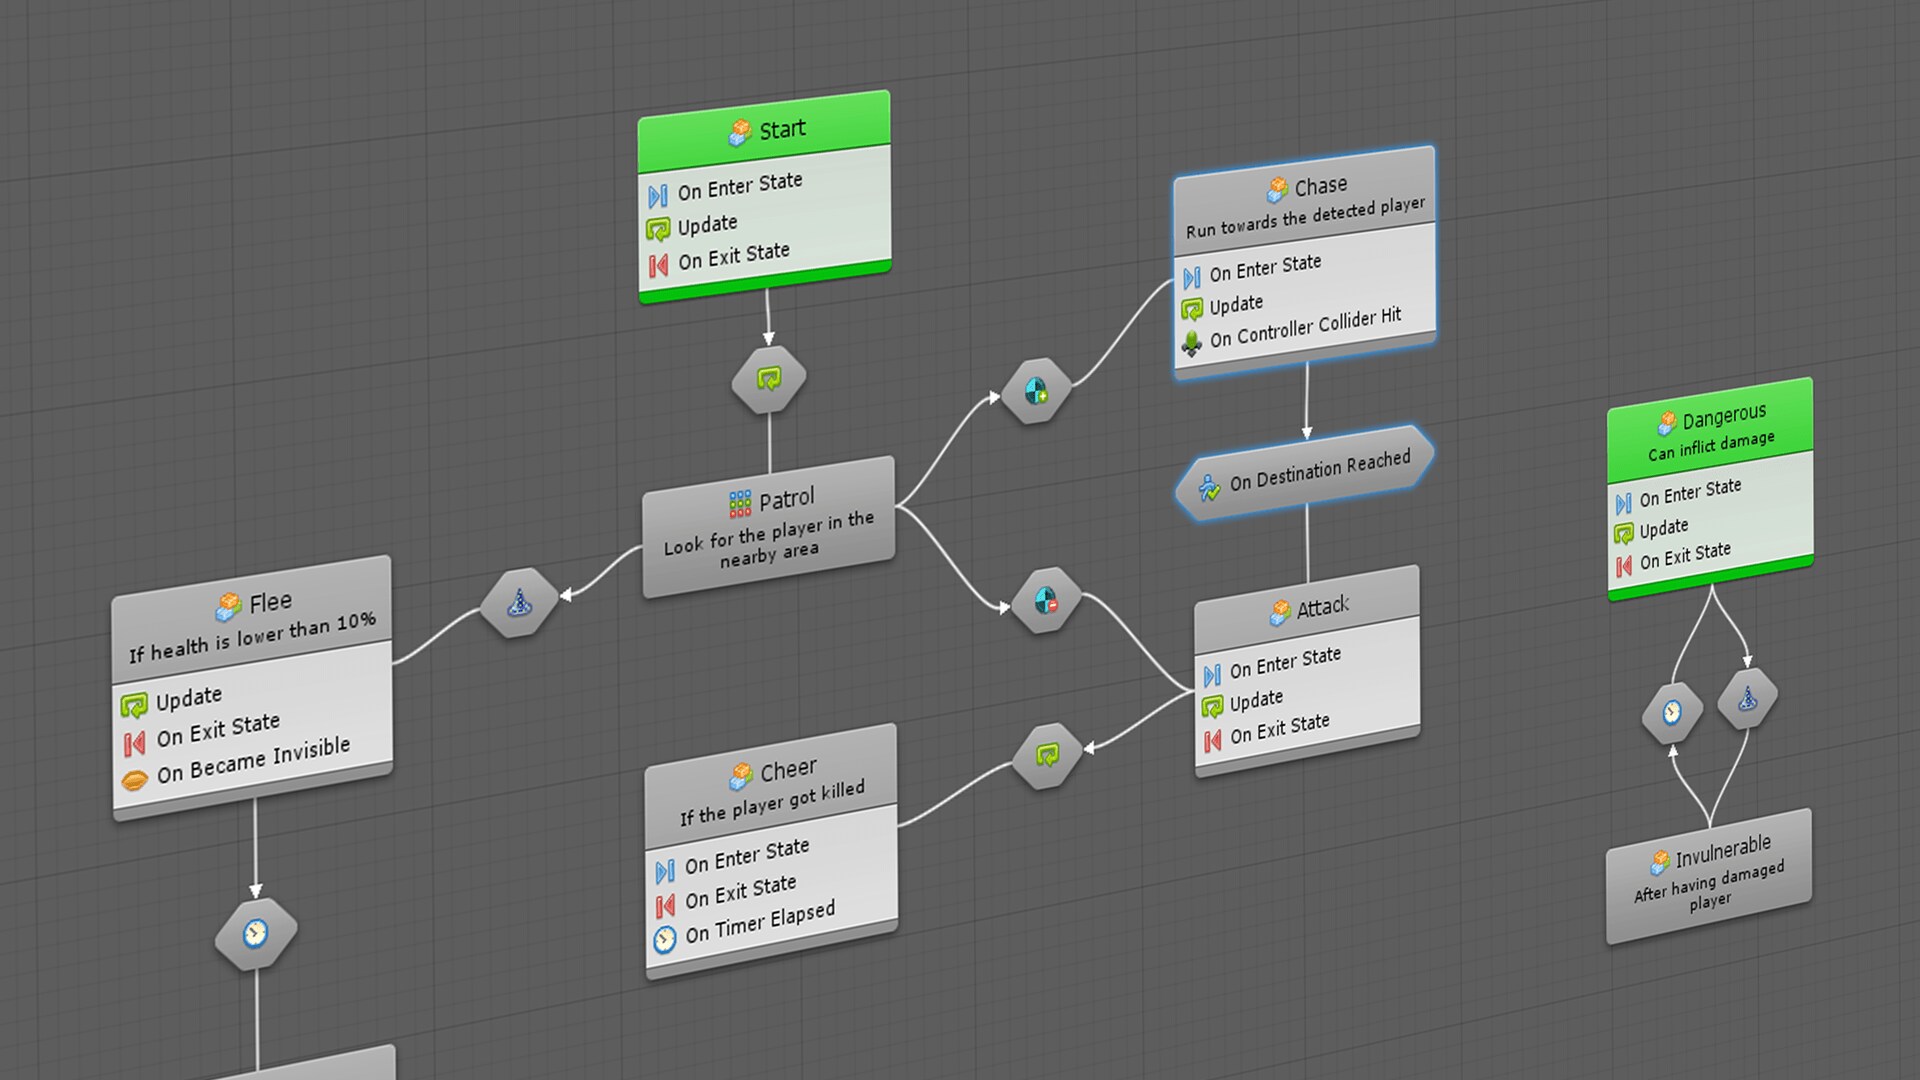 Start
On Enter State
Update
On Exit State
Chase
Run towards the detected player
On Enter State
Update
On Controller Collider Hit
On Destination Reached
Patrol
Look for the player in the
nearby area
Flee
If health is lower than 10%
Update
On Exit State
On Became Invisible
Attack
On Enter State
Update
On Exit State
Cheer
If the player got killed
On Enter State
On Exit State
On Timer Elapsed
Dangerous
Can inflict damage
On Enter State
Update
On Exit State
Invulnerable
After having damaged
player